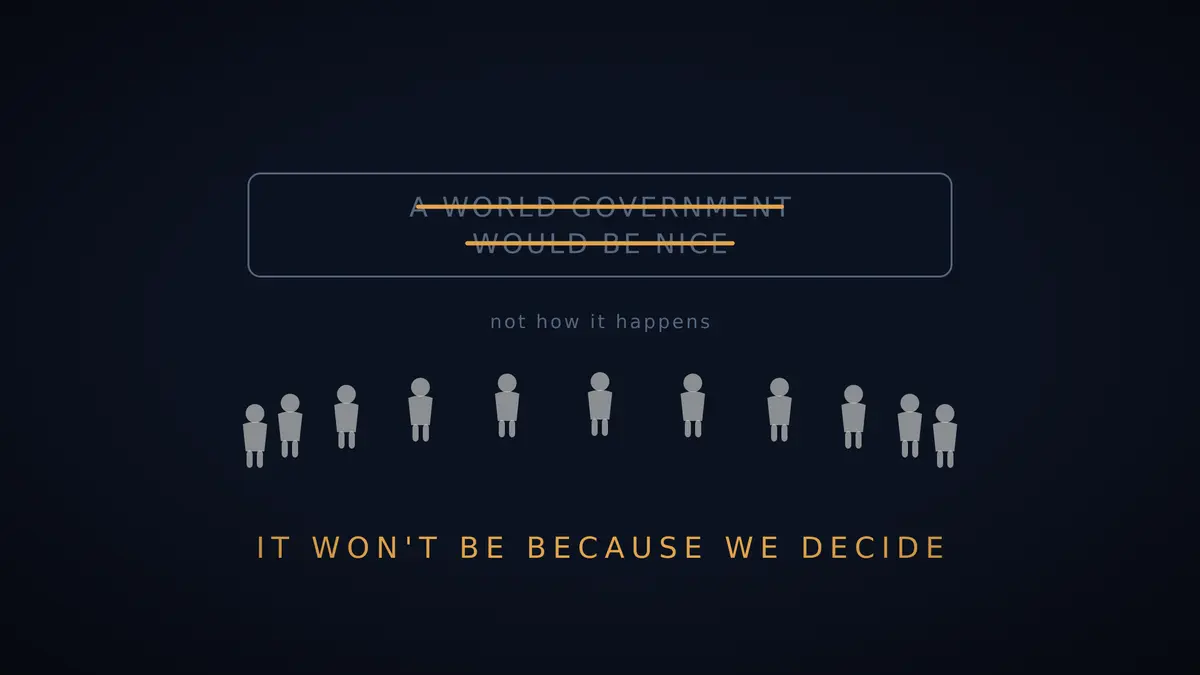 A WORLD GOVERNMENT
WOULD BE NICE
not how it happens
IT WON'T BE BECAUSE WE DECIDE